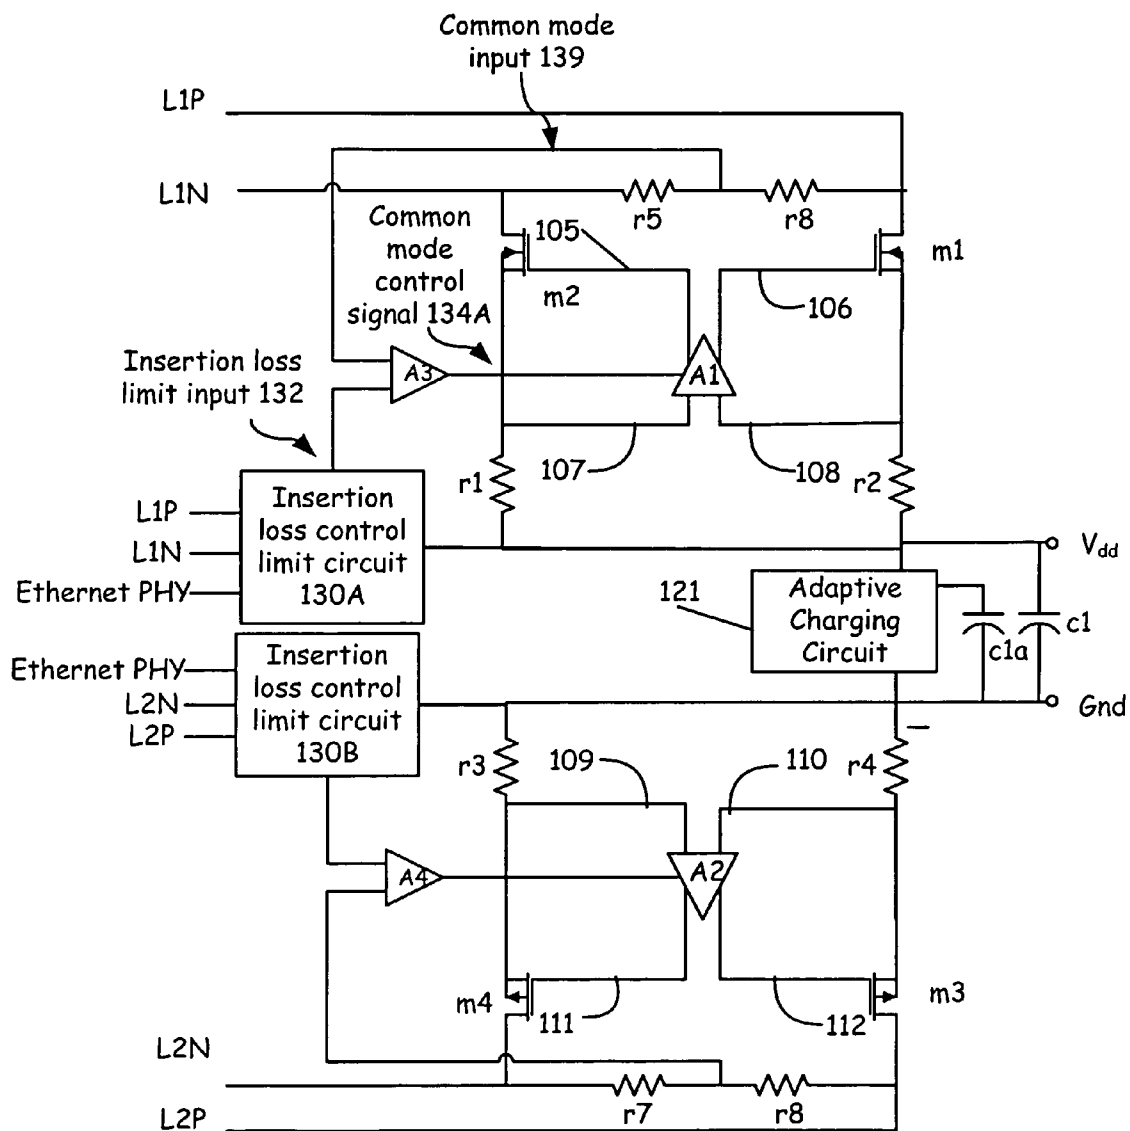 Common mode
input 139
L1P
L1N
r5
r8
Common
mode
control
signal 134A
105
m2
m1
106
Insertion loss
limit input 132
A3
A1
107
108
r1
r2
Insertion
loss control
limit circuit
130A
L1P
L1N
Ethernet PHY
Vdd
121
Adaptive
Charging
Circuit
c1a
c1
Ethernet PHY
L2N
L2P
Insertion
loss control
limit circuit
130B
Gnd
–
r3
109
110
r4
A4
A2
m4
111
112
m3
L2N
r7
r8
L2P